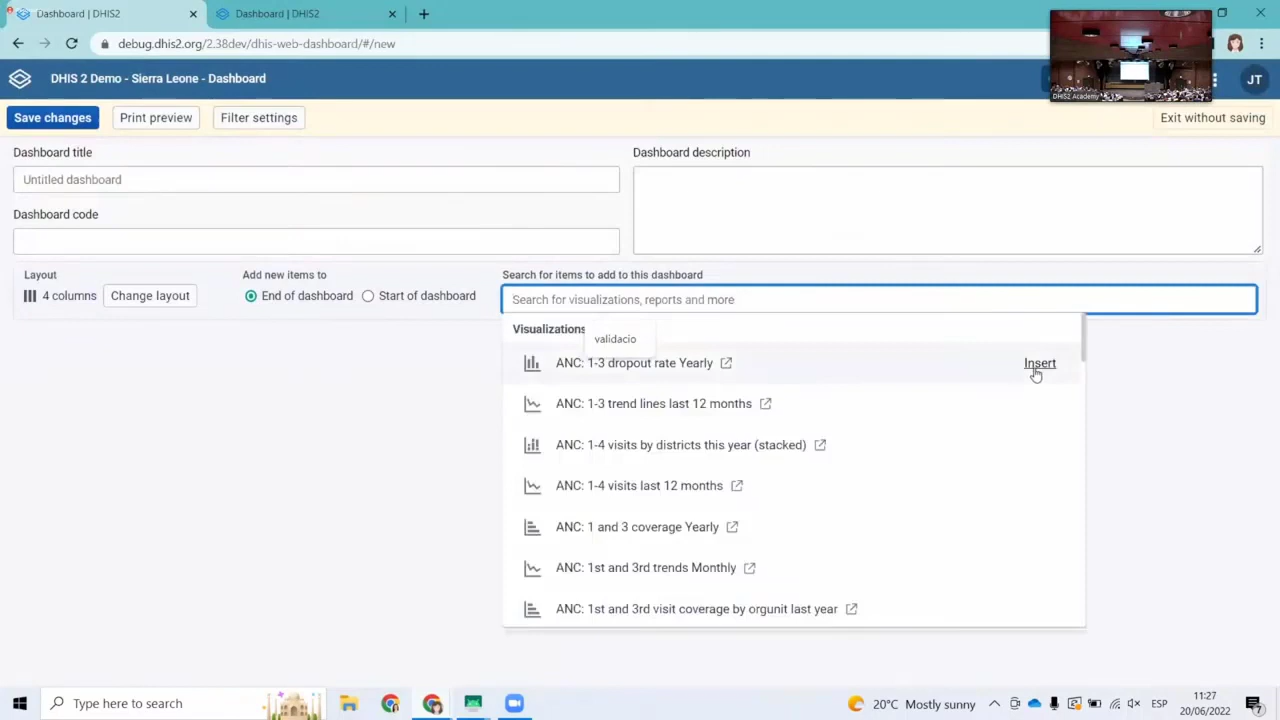 Dashboard | DHIS2
Dashboard | DHIS2
debug.dhis2.org/2.38dev/dhis-web-dashboard/#/new
DHIS 2 Demo - Sierra Leone - Dashboard
JT
DHIS2 Academy
Save changes
Print preview
Filter settings
Exit without saving
Dashboard title
Dashboard description
Untitled dashboard
Dashboard code
Layout
Add new items to
Search for items to add to this dashboard
4 columns
Change layout
End of dashboard
Start of dashboard
Search for visualizations, reports and more
Visualizations
validacio
ANC: 1-3 dropout rate Yearly
Insert
ANC: 1-3 trend lines last 12 months
ANC: 1-4 visits by districts this year (stacked)
ANC: 1-4 visits last 12 months
ANC: 1 and 3 coverage Yearly
ANC: 1st and 3rd trends Monthly
ANC: 1st and 3rd visit coverage by orgunit last year
Type here to search
20°C Mostly sunny
ESP
11:27
20/06/2022
7